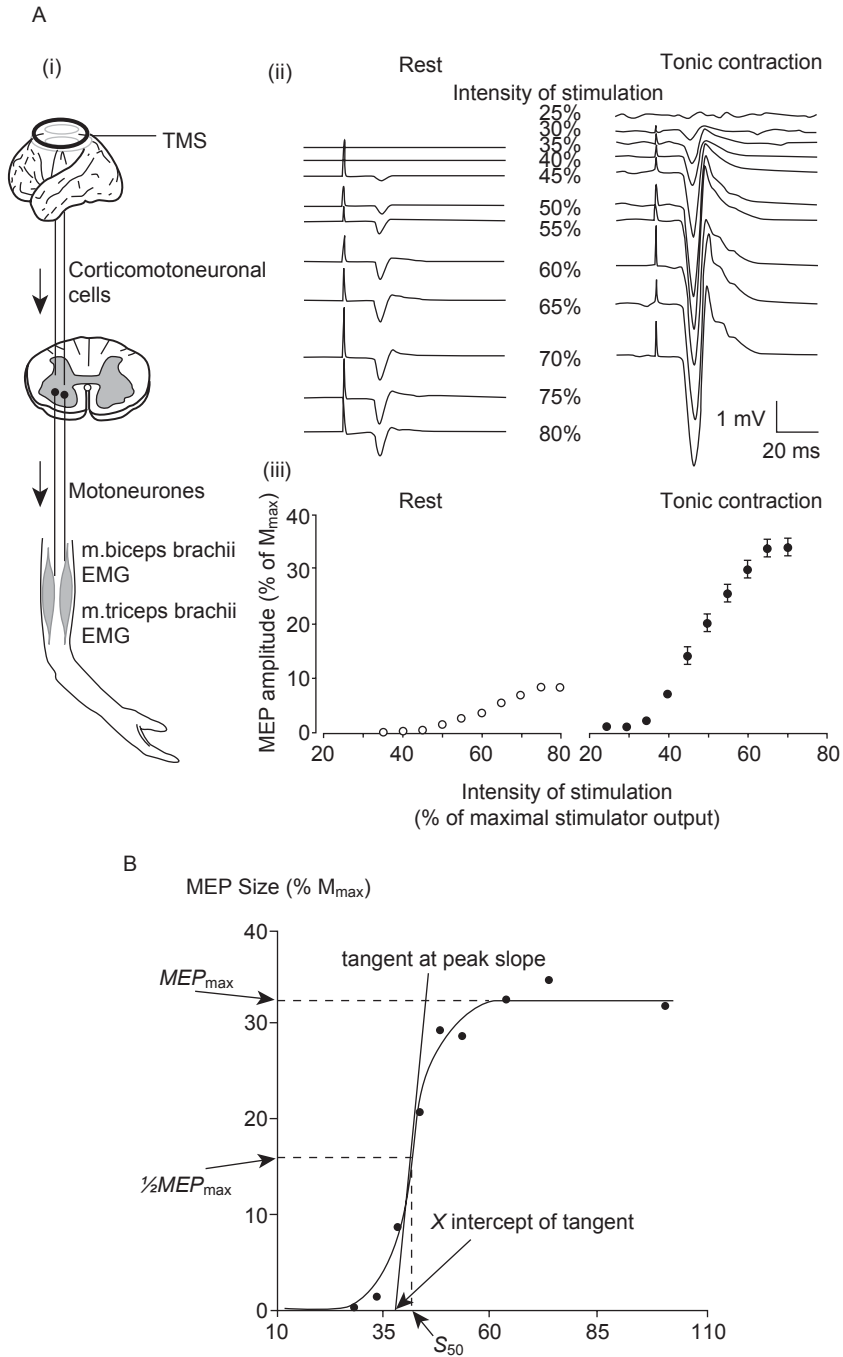 A
(i)
TMS
Corticomotoneuronal
cells
Motoneurones
m.biceps brachii
EMG
m.triceps brachii
EMG
(ii)
Rest
Tonic contraction
Intensity of stimulation
25%
30%
35%
40%
45%
50%
55%
60%
65%
70%
75%
80%
1 mV
20 ms
(iii)
Rest
Tonic contraction
MEP amplitude (% of Mmax)
40
30
20
10
0
20 40 60 80
20 40 60 80
Intensity of stimulation
(% of maximal stimulator output)
B
MEP Size (% Mmax)
40
30
20
10
0
MEPmax
½MEPmax
tangent at peak slope
X intercept of tangent
10 35 60 85 110
S50